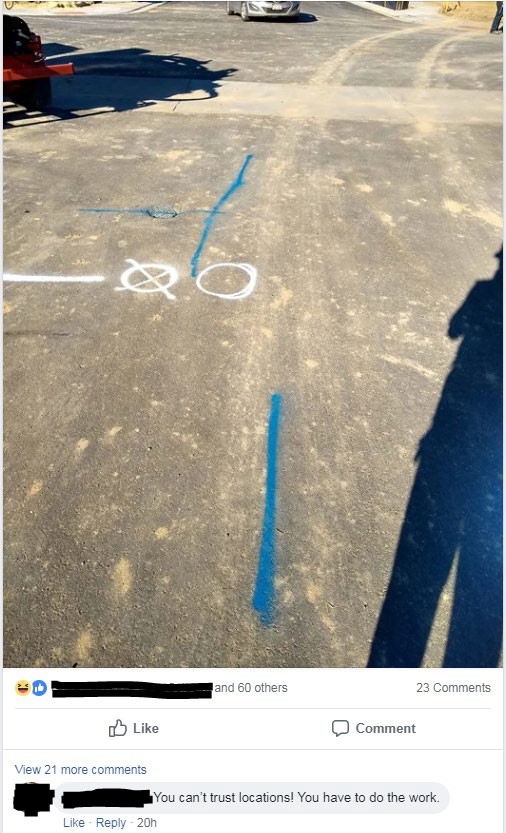 and 60 others 23 Comments
Like Comment
View 21 more comments
You can't trust locations! You have to do the work.
Like · Reply · 20h